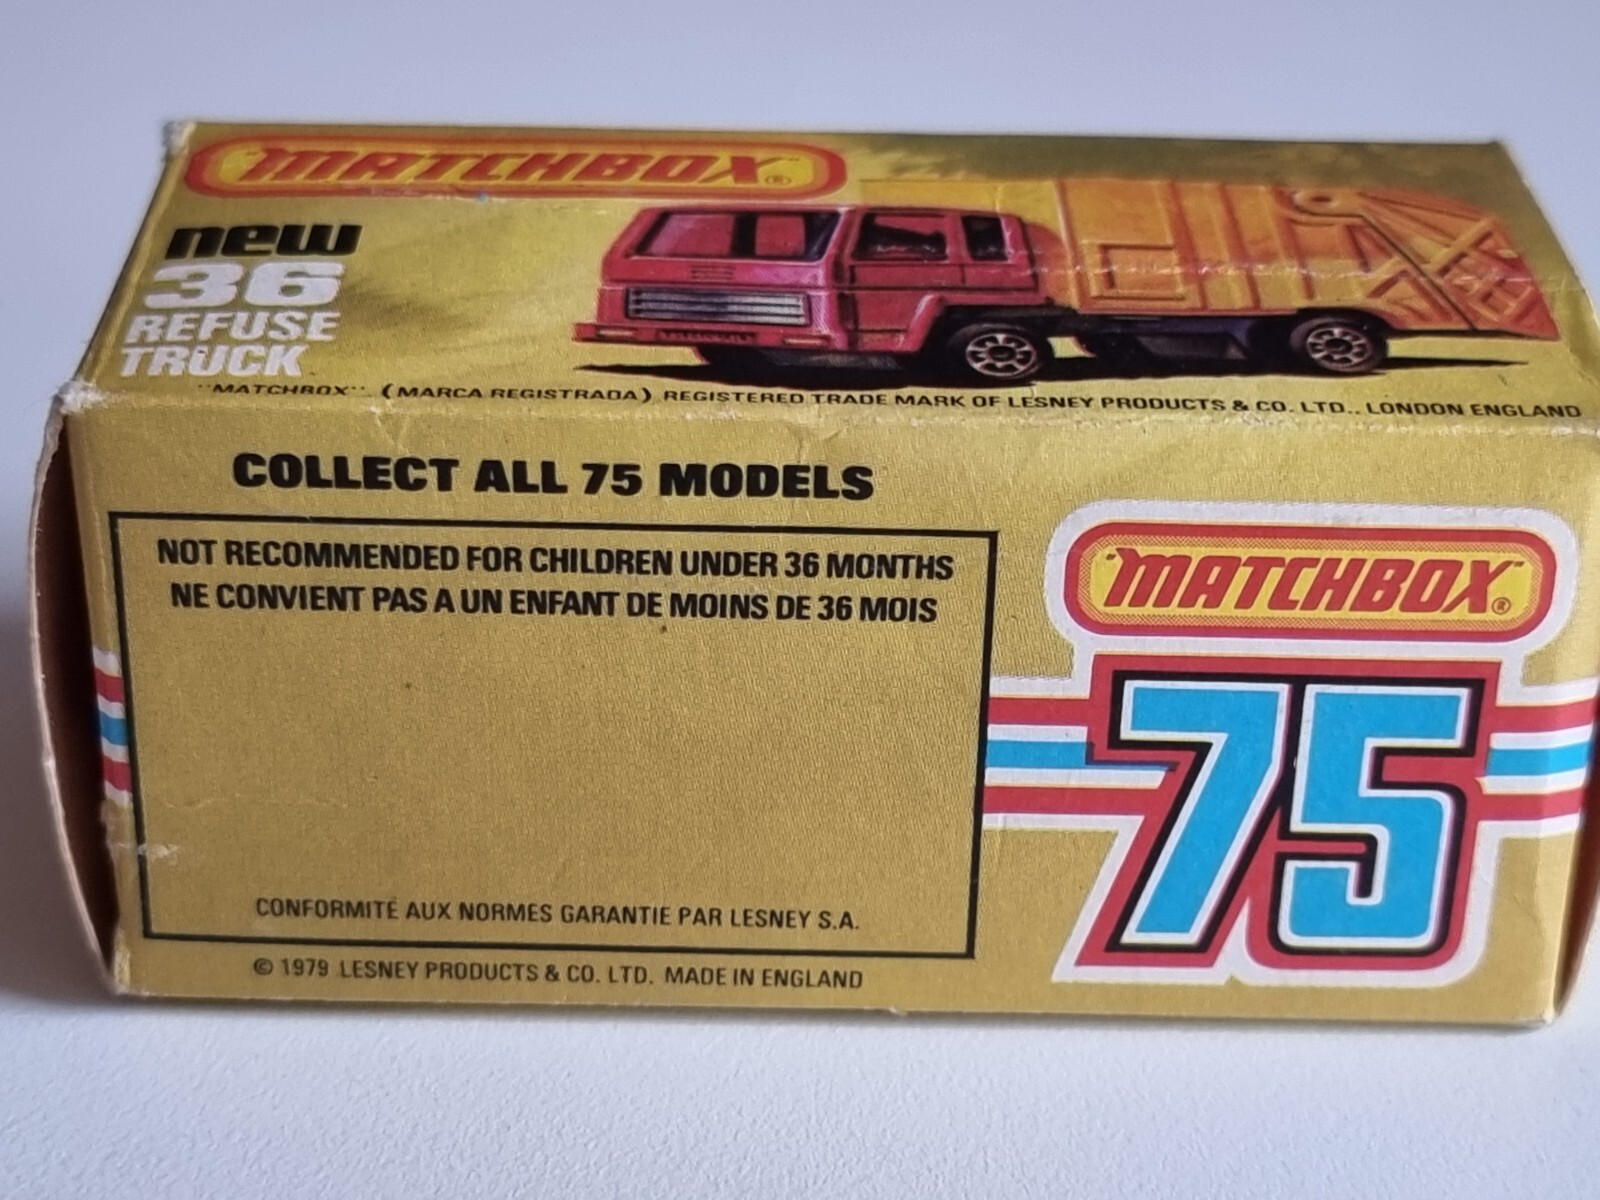 "MATCHBOX"®
new
36
REFUSE
TRUCK
"MATCHBOX". (MARCA REGISTRADA) REGISTERED TRADE MARK OF LESNEY PRODUCTS & CO. LTD.. LONDON ENGLAND
COLLECT ALL 75 MODELS
NOT RECOMMENDED FOR CHILDREN UNDER 36 MONTHS
NE CONVIENT PAS A UN ENFANT DE MOINS DE 36 MOIS
CONFORMITÉ AUX NORMES GARANTIE PAR LESNEY S.A.
© 1979 LESNEY PRODUCTS & CO. LTD. MADE IN ENGLAND
"MATCHBOX"®
75